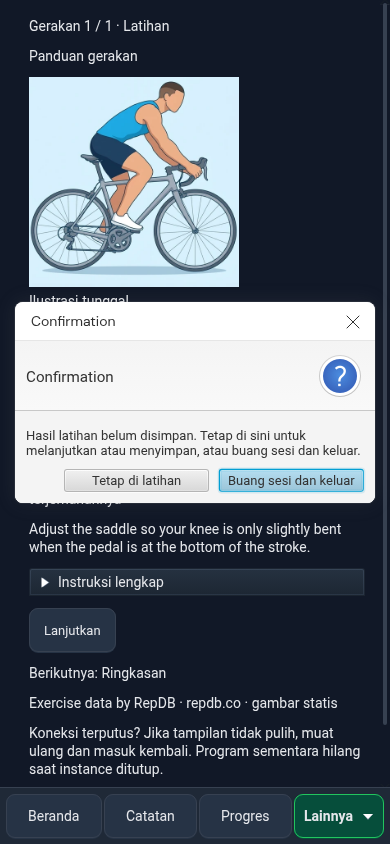 Gerakan 1 / 1 · Latihan
Panduan gerakan
Ilustrasi tunggal
Confirmation
Confirmation
?
Hasil latihan belum disimpan. Tetap di sini untuk
melanjutkan atau menyimpan, atau buang sesi dan keluar.
Tetap di latihan
Buang sesi dan keluar
Adjust the saddle so your knee is only slightly bent
when the pedal is at the bottom of the stroke.
Instruksi lengkap
Lanjutkan
Berikutnya: Ringkasan
Exercise data by RepDB · repdb.co · gambar statis
Koneksi terputus? Jika tampilan tidak pulih, muat
ulang dan masuk kembali. Program sementara hilang
saat instance ditutup.
Beranda
Catatan
Progres
Lainnya